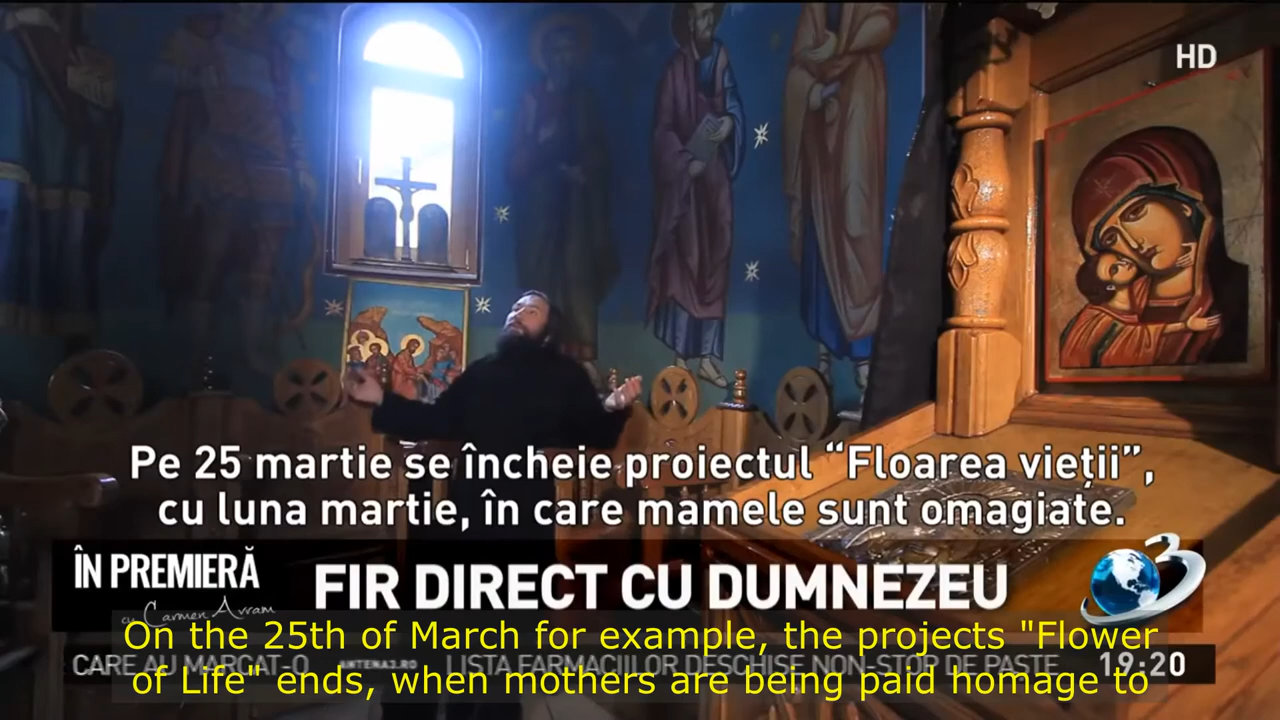 HD
Pe 25 martie se încheie proiectul “Floarea vieții”,
cu luna martie, în care mamele sunt omagiate.
ÎN PREMIERĂ
cu Carmen Avram
FIR DIRECT CU DUMNEZEU
3
On the 25th of March for example, the projects "Flower
of Life" ends, when mothers are being paid homage to
CARE AU MARCAT-O ANTENA3.RO LISTA FARMACIILOR DESCHISE NON-STOP DE PAȘTE 19:20